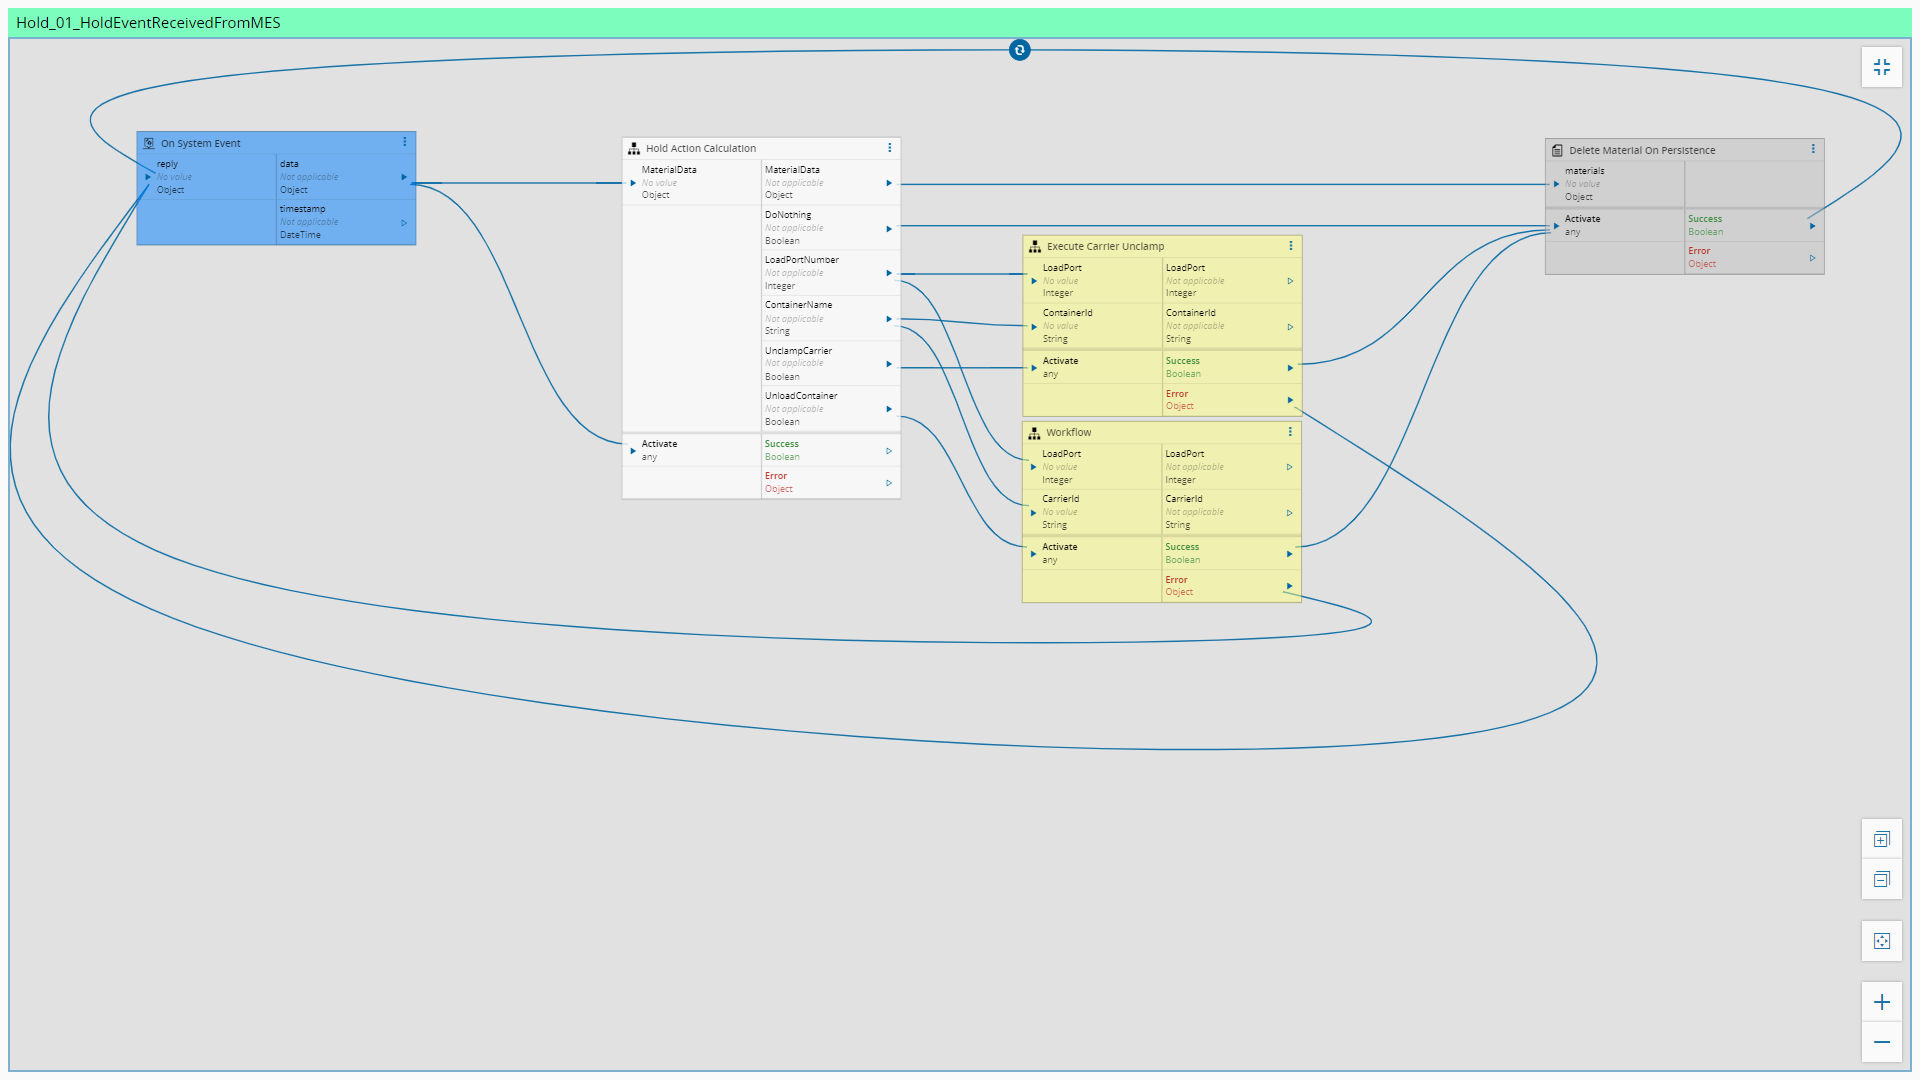 Hold_01_HoldEventReceivedFromMES
On System Event
reply
No value
Object
data
Not applicable
Object
timestamp
Not applicable
DateTime
Hold Action Calculation
MaterialData
No value
Object
MaterialData
Not applicable
Object
DoNothing
Not applicable
Boolean
LoadPortNumber
Not applicable
Integer
ContainerName
Not applicable
String
UnclampCarrier
Not applicable
Boolean
UnloadContainer
Not applicable
Boolean
Activate
any
Success
Boolean
Error
Object
Execute Carrier Unclamp
LoadPort
No value
Integer
LoadPort
Not applicable
Integer
ContainerId
No value
String
ContainerId
Not applicable
String
Activate
any
Success
Boolean
Error
Object
Workflow
LoadPort
No value
Integer
LoadPort
Not applicable
Integer
CarrierId
No value
String
CarrierId
Not applicable
String
Activate
any
Success
Boolean
Error
Object
Delete Material On Persistence
materials
No value
Object
Activate
any
Success
Boolean
Error
Object